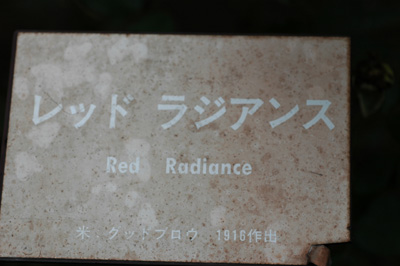 レッド ラジアンス
Red Radiance
米．グッドブロウ 1916作出